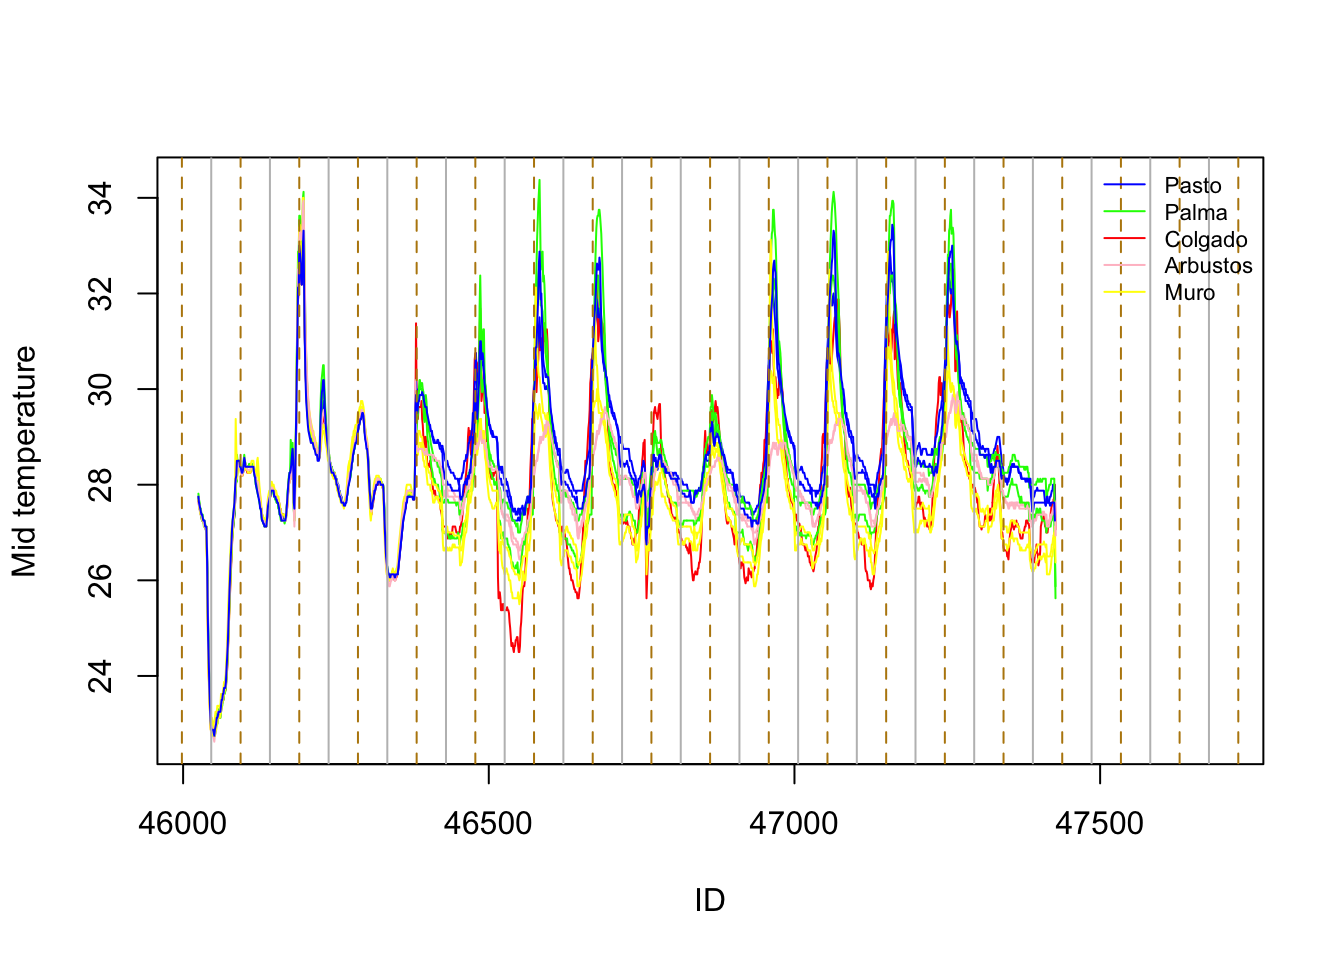 Mid temperature
34
32
30
28
26
24
46000 46500 47000 47500
ID
Pasto
Palma
Colgado
Arbustos
Muro